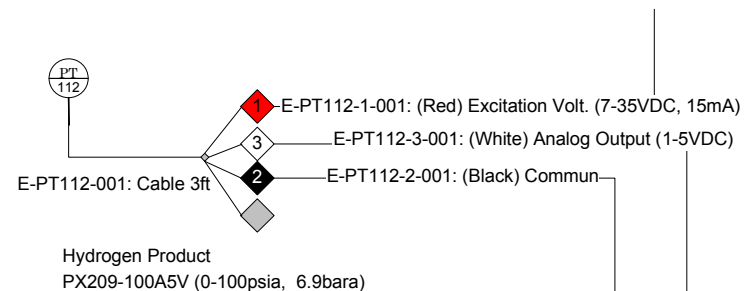 PT
112
1
E-PT112-1-001: (Red) Excitation Volt. (7-35VDC, 15mA)
3
E-PT112-3-001: (White) Analog Output (1-5VDC)
2
E-PT112-2-001: (Black) Commun
E-PT112-001: Cable 3ft
Hydrogen Product
PX209-100A5V (0-100psia, 6.9bara)